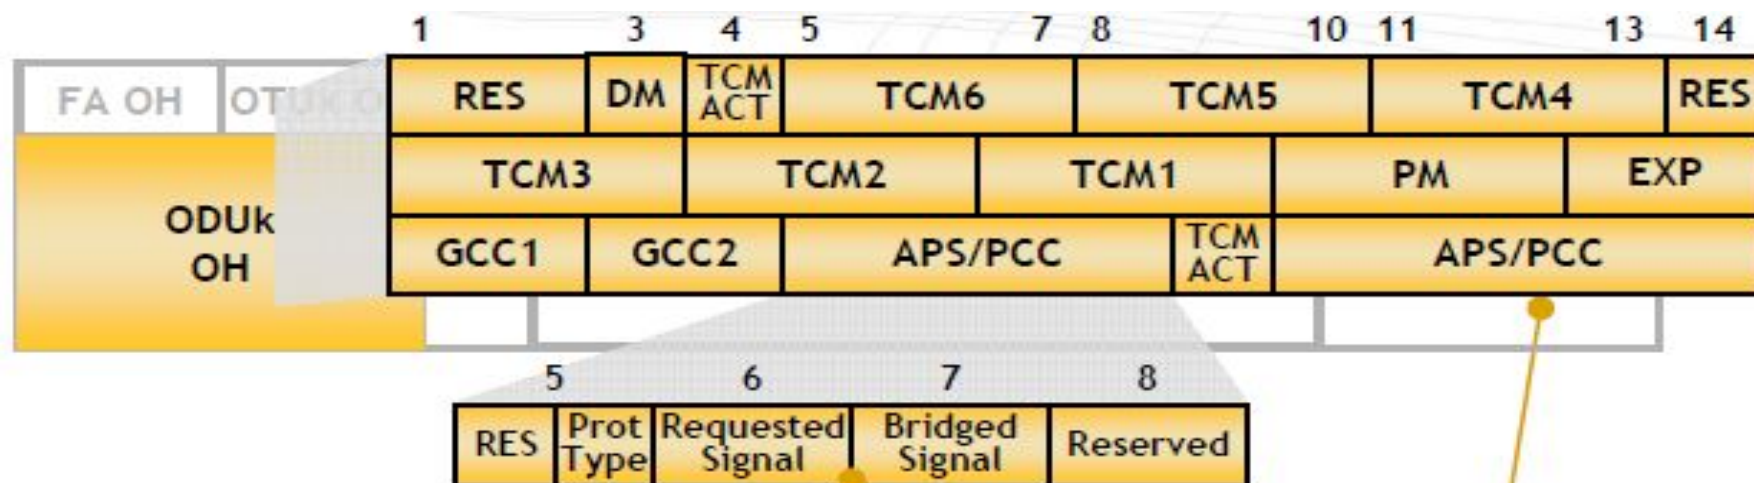 1 3 4 5 7 8 10 11 13 14
FA OH OTUk O RES DM TCM ACT TCM6 TCM5 TCM4 RES
TCM3 TCM2 TCM1 PM EXP
ODUk OH
GCC1 GCC2 APS/PCC TCM ACT APS/PCC
5 6 7 8
RES Prot Type Requested Signal Bridged Signal Reserved